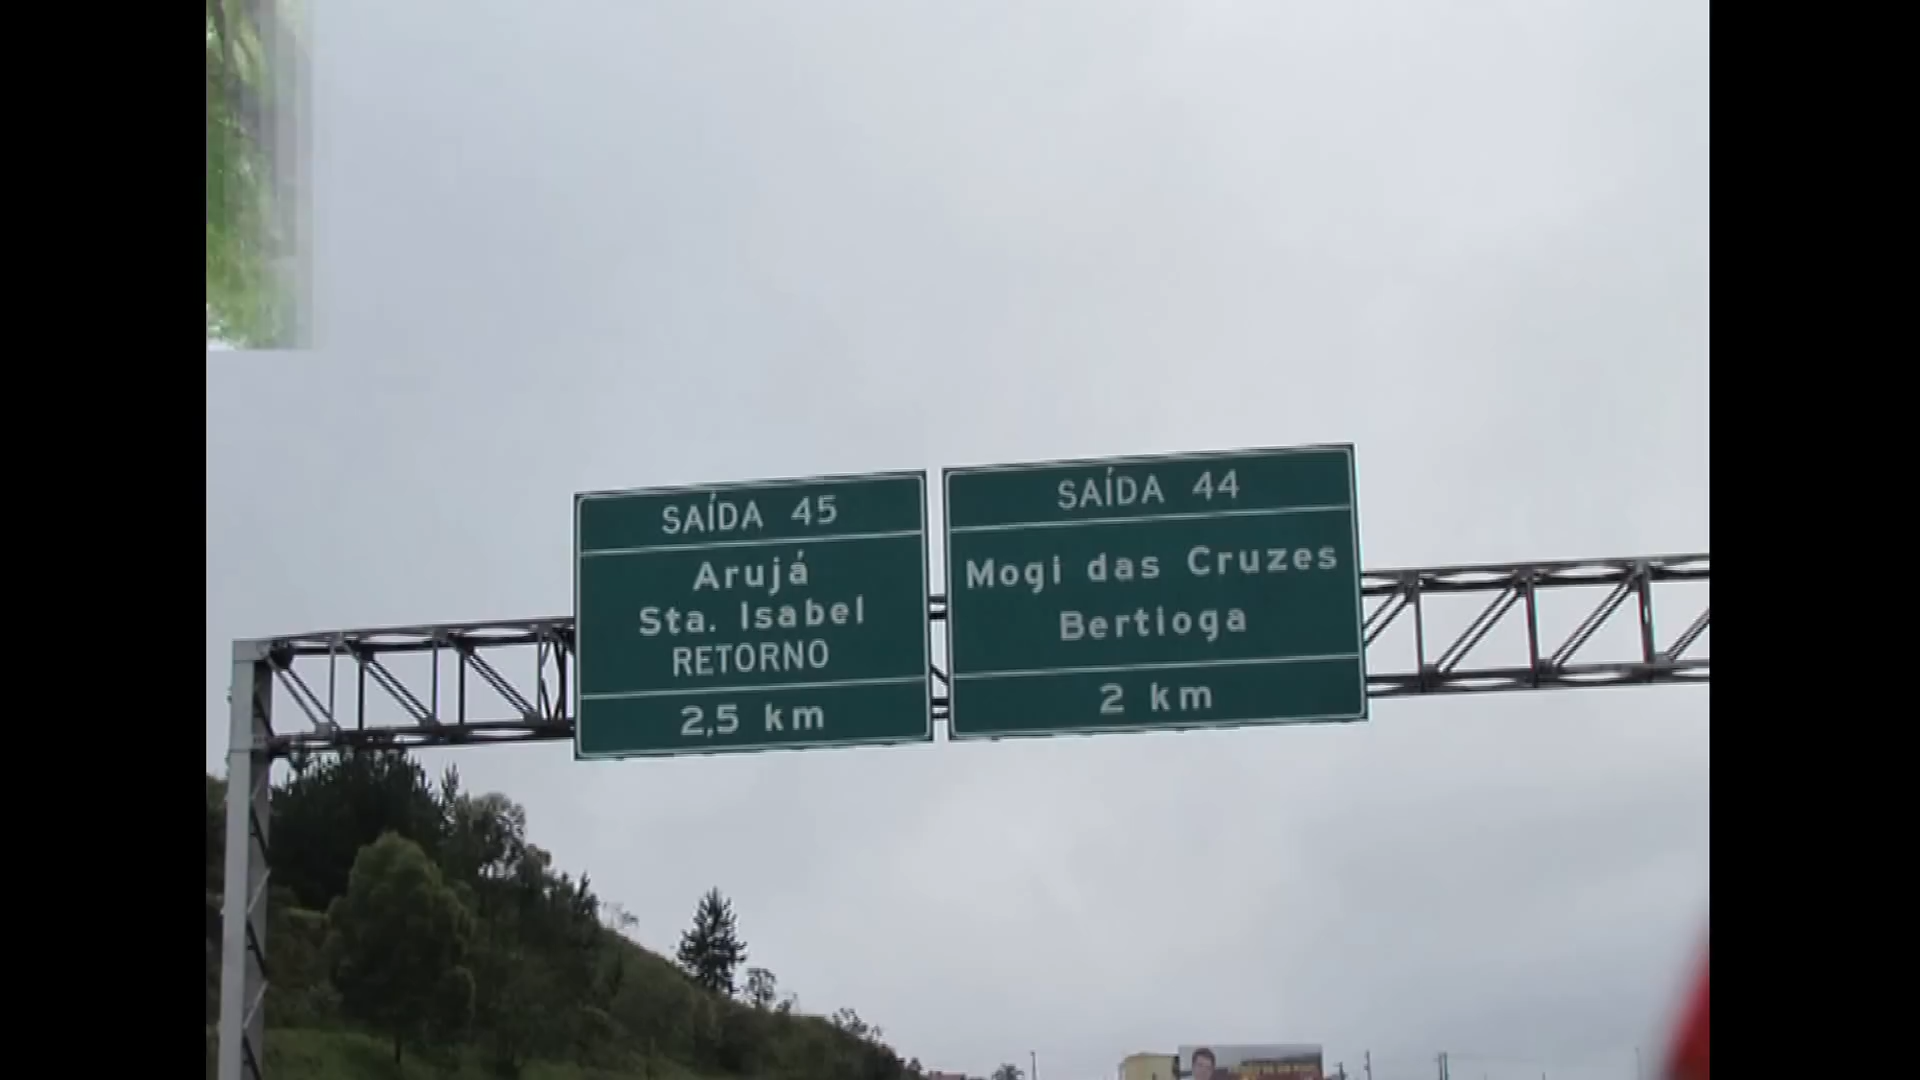 SAÍDA 45
Arujá
Sta. Isabel
RETORNO
2,5 km
SAÍDA 44
Mogi das Cruzes
Bertioga
2 km